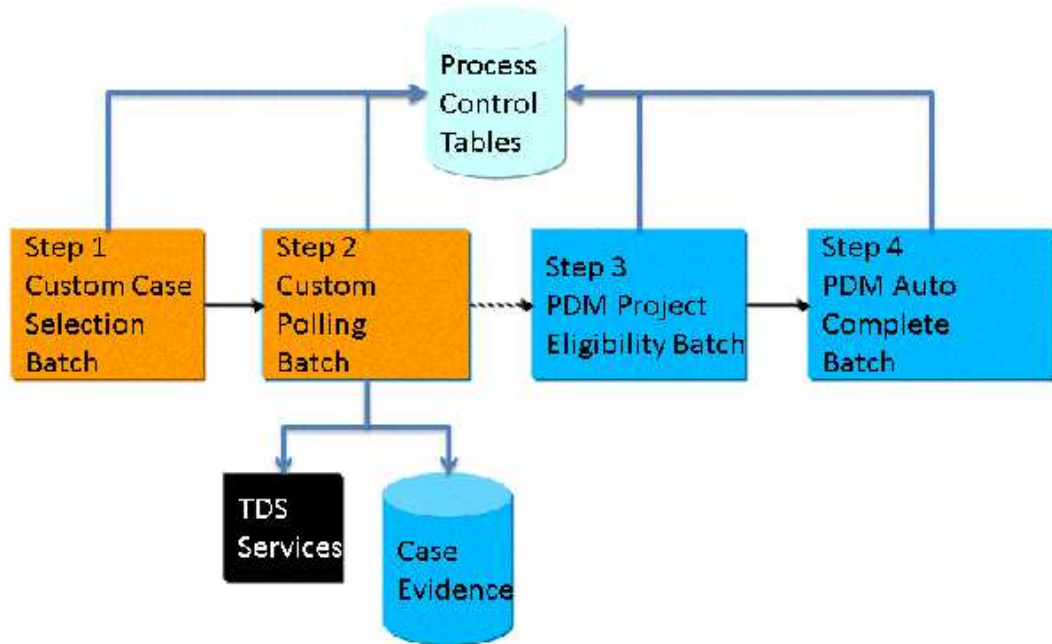 Process
Control
Tables
Step 1
Custom Case
Selection
Batch
Step 2
Custom
Polling
Batch
Step 3
PDM Project
Eligibility Batch
Step 4
PDM Auto
Complete
Batch
TDS
Services
Case
Evidence